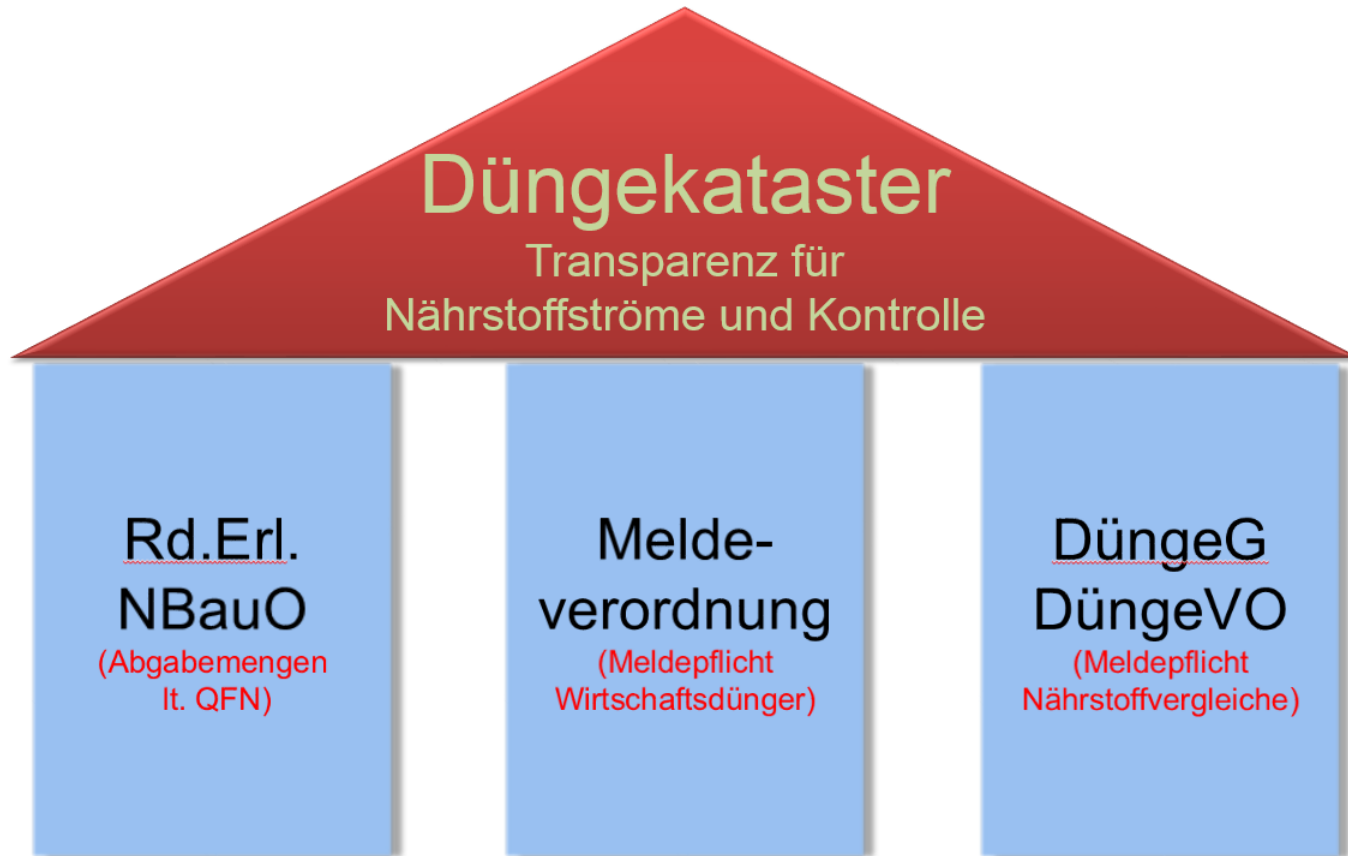 Düngekataster
Transparenz für
Nährstoffströme und Kontrolle
Rd.Erl.
NBauO
(Abgabemengen
lt. QFN)
Melde-
verordnung
(Meldepflicht
Wirtschaftsdünger)
DüngeG
DüngeVO
(Meldepflicht
Nährstoffvergleiche)